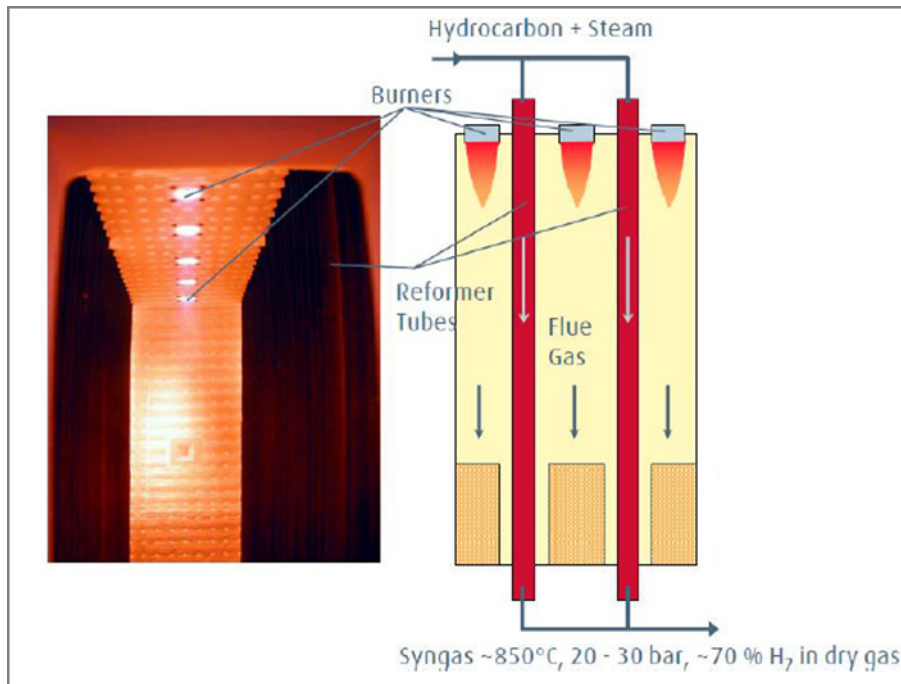 Hydrocarbon + Steam
Burners
Reformer
Tubes
Flue
Gas
Syngas ~850°C, 20 - 30 bar, ~70 % H₂ in dry gas